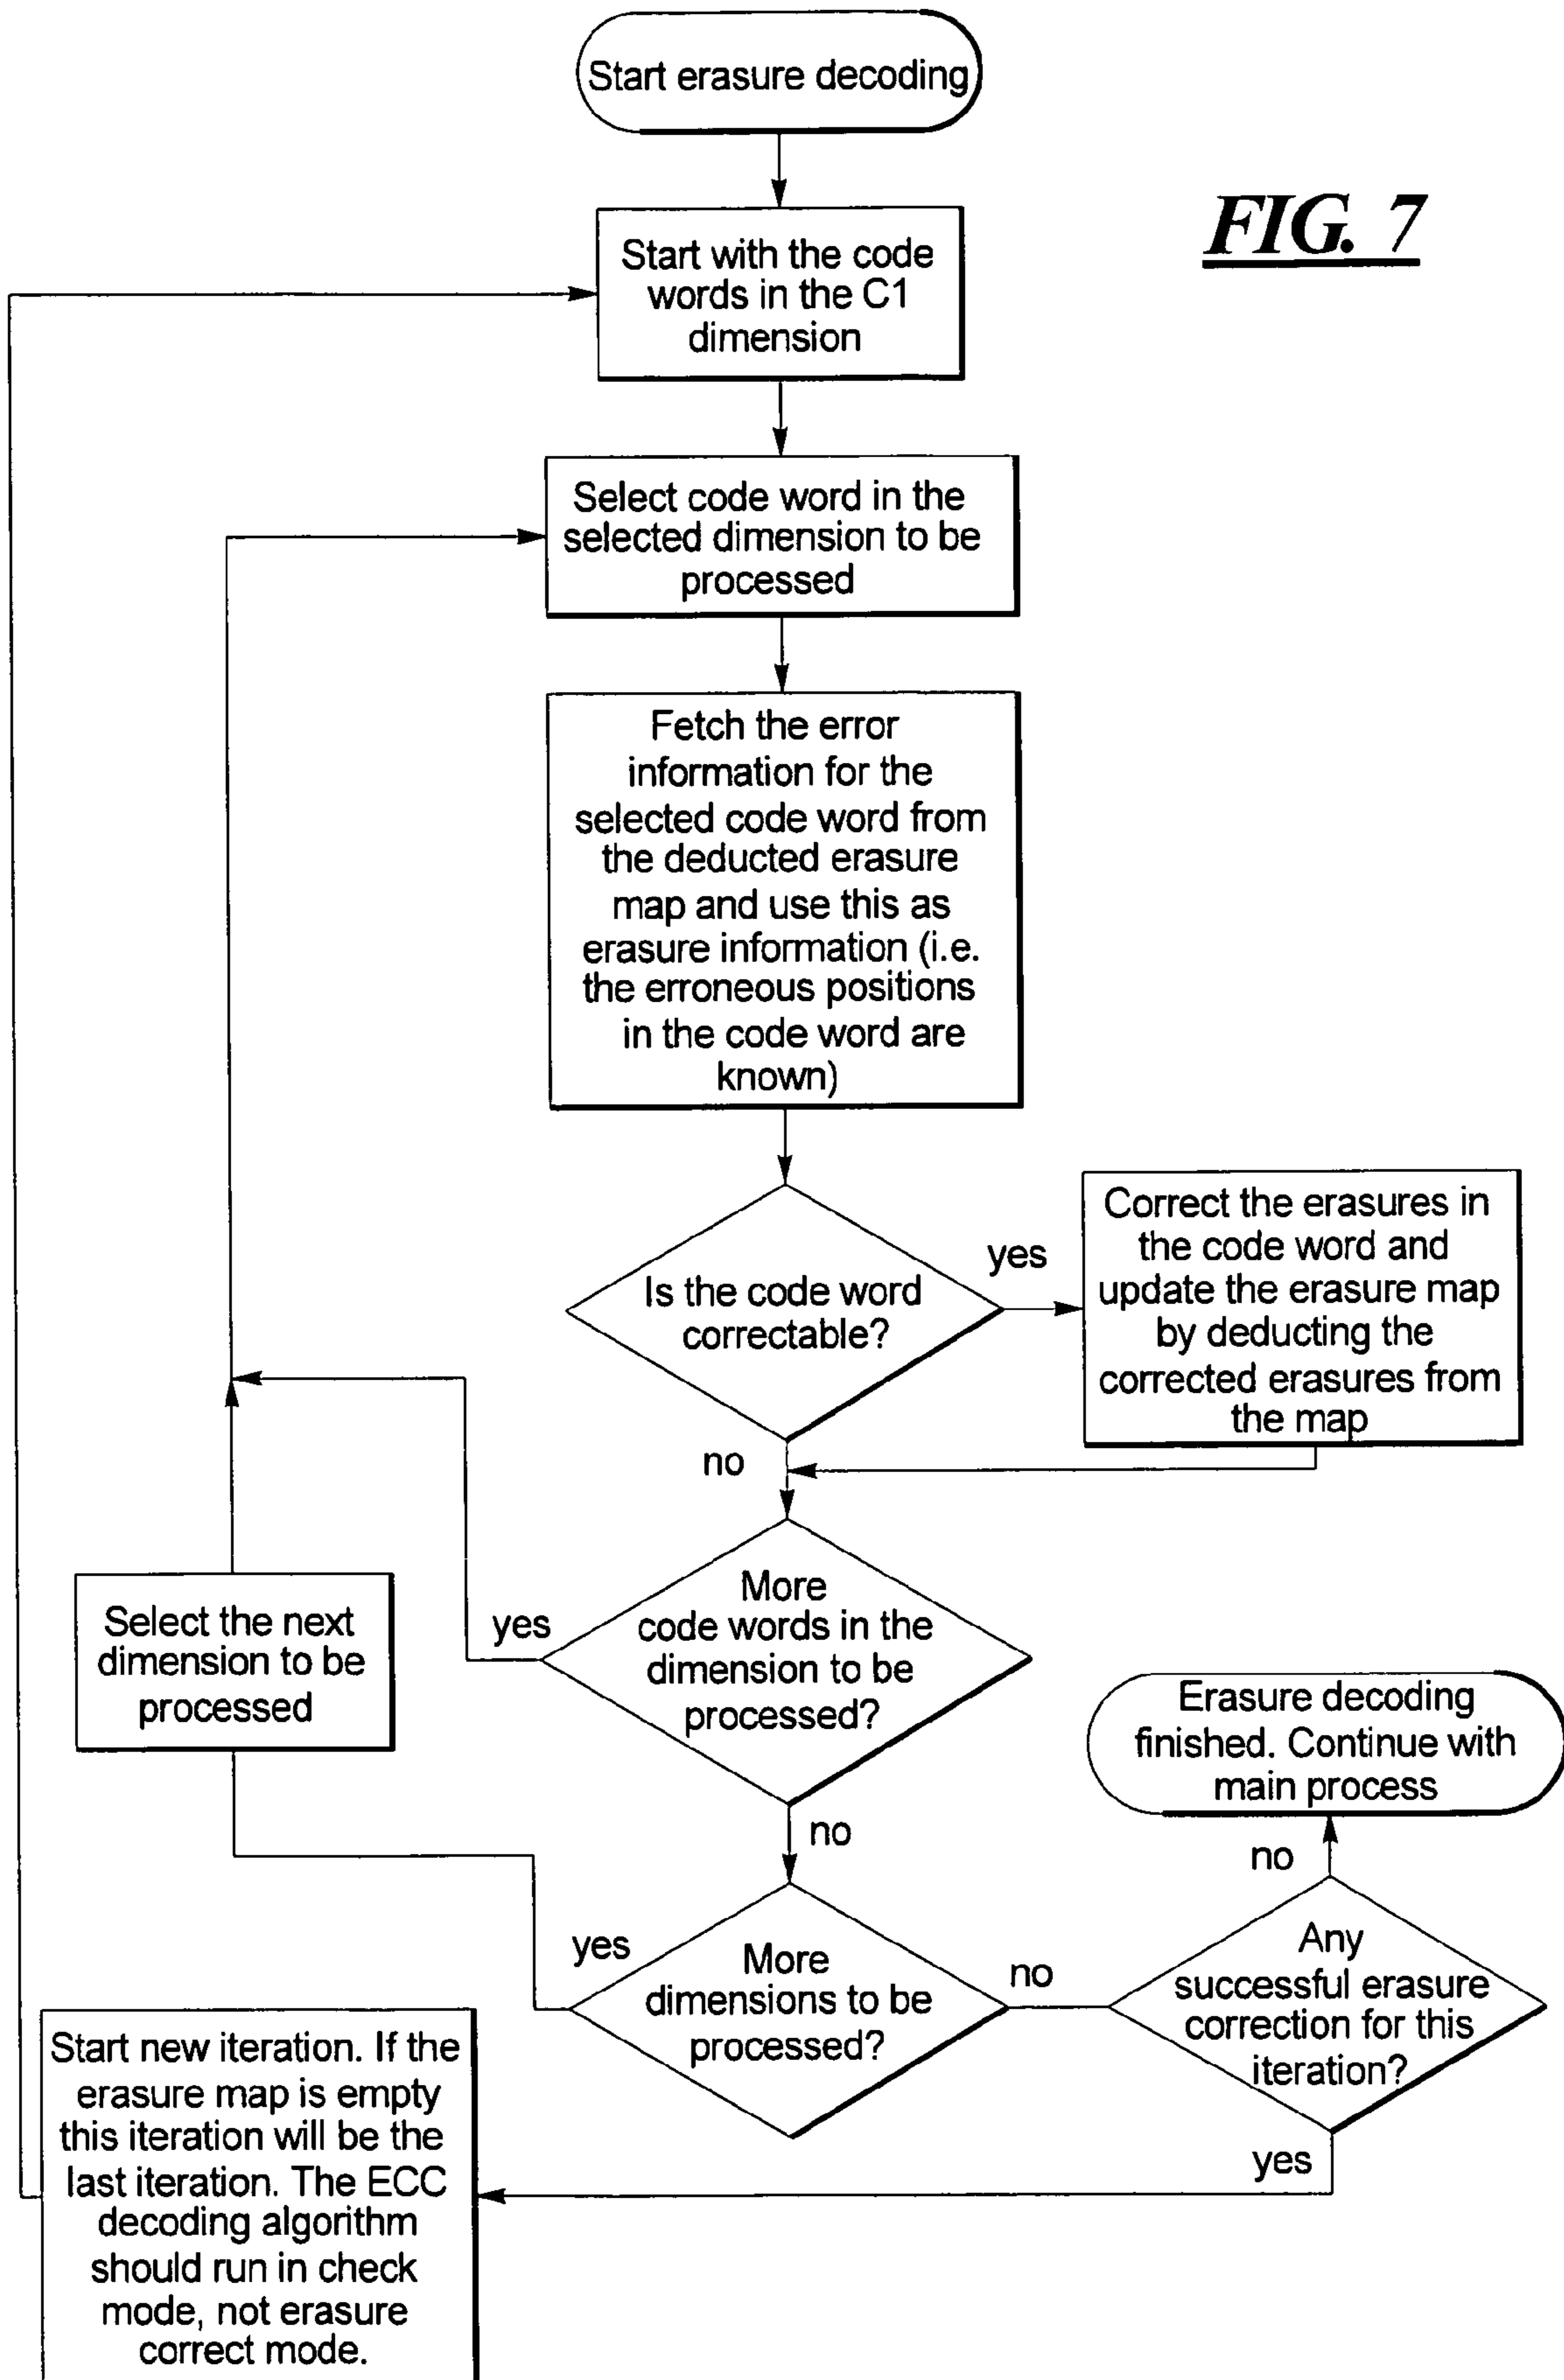 Start erasure decoding
FIG. 7
Start with the code
words in the C1
dimension
Select code word in the
selected dimension to be
processed
Fetch the error
information for the
selected code word from
the deducted erasure
map and use this as
erasure information (i.e.
the erroneous positions
in the code word are
known)
Is the code word
correctable?
yes
Correct the erasures in
the code word and
update the erasure map
by deducting the
corrected erasures from
the map
no
More
code words in the
dimension to be
processed?
yes
Select the next
dimension to be
processed
no
More
dimensions to be
processed?
yes
no
Any
successful erasure
correction for this
iteration?
no
Erasure decoding
finished. Continue with
main process
yes
Start new iteration. If the
erasure map is empty
this iteration will be the
last iteration. The ECC
decoding algorithm
should run in check
mode, not erasure
correct mode.